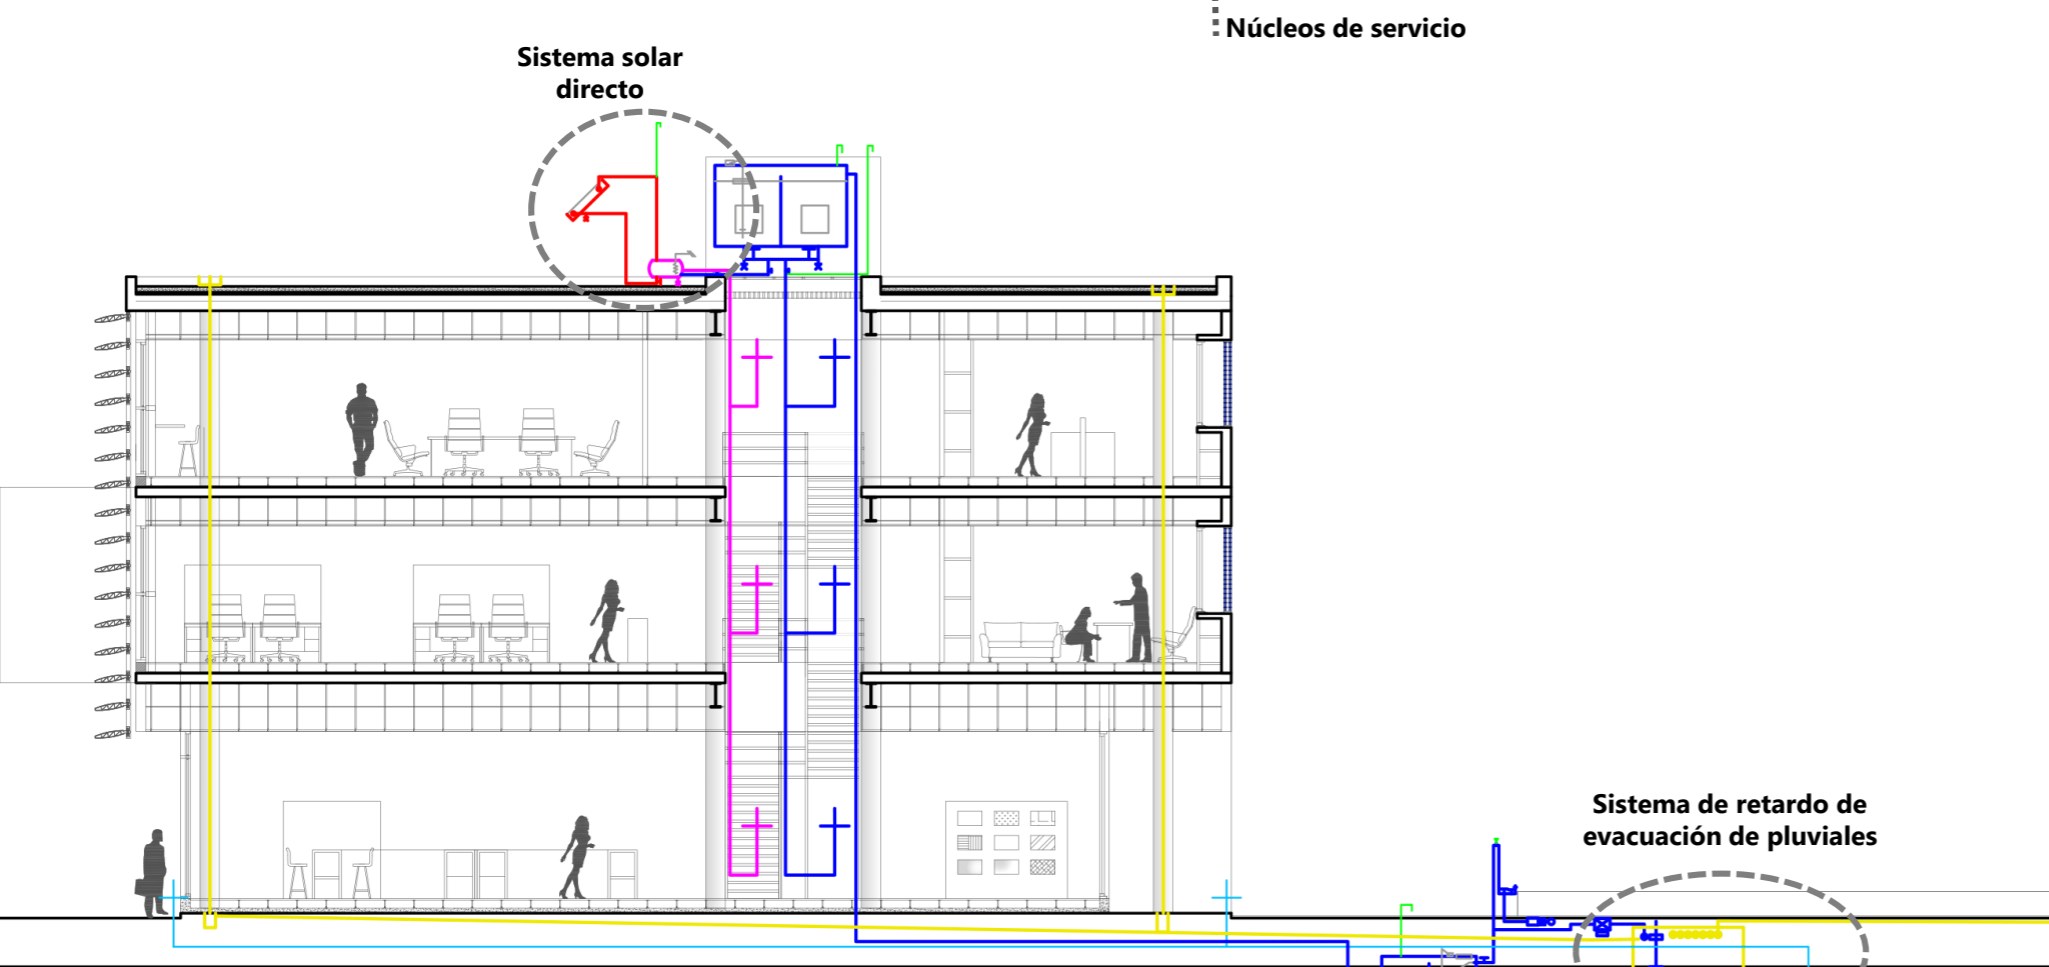 Núcleos de servicio
Sistema solar
directo
Sistema de retardo de
evacuación de pluviales